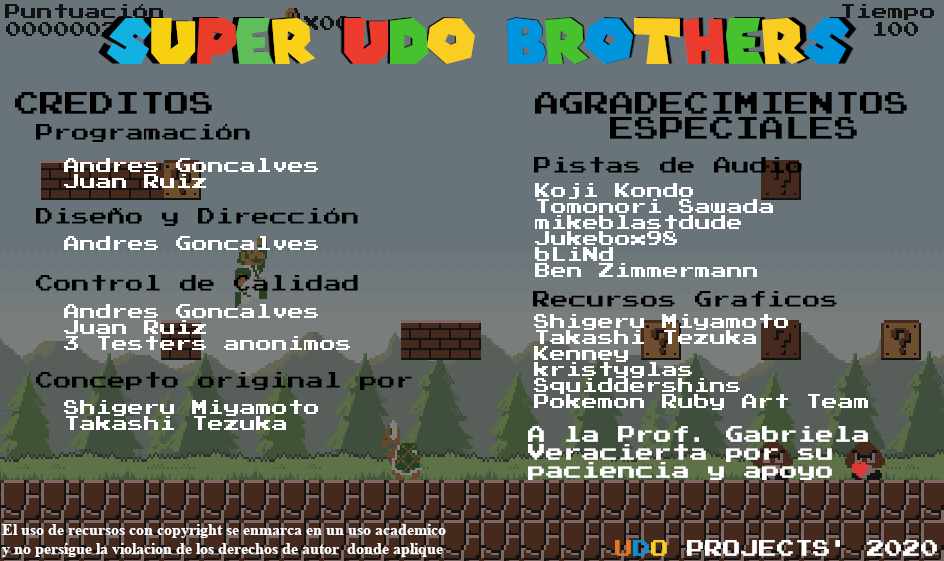 Puntuación
Tiempo
100
SUPER UDO BROTHERS
CREDITOS
Programación
Andres Goncalves
Juan Ruiz
Diseño y Dirección
Andres Goncalves
Control de Calidad
Andres Goncalves
Juan Ruiz
3 Testers anonimos
Concepto original por
Shigeru Miyamoto
Takashi Tezuka
AGRADECIMIENTOS
ESPECIALES
Pistas de Audio
Koji Kondo
Tomonori Sawada
mikeblastdude
Jukebox98
bLiNd
Ben Zimmermann
Recursos Graficos
Shigeru Miyamoto
Takashi Tezuka
Kenney
kristyglas
Squiddershins
Pokemon Ruby Art Team
A la Prof. Gabriela
Veracierta por su
paciencia y apoyo
El uso de recursos con copyright se enmarca en un uso academico
y no persigue la violacion de los derechos de autor donde aplique
UDO PROJECTS' 2020